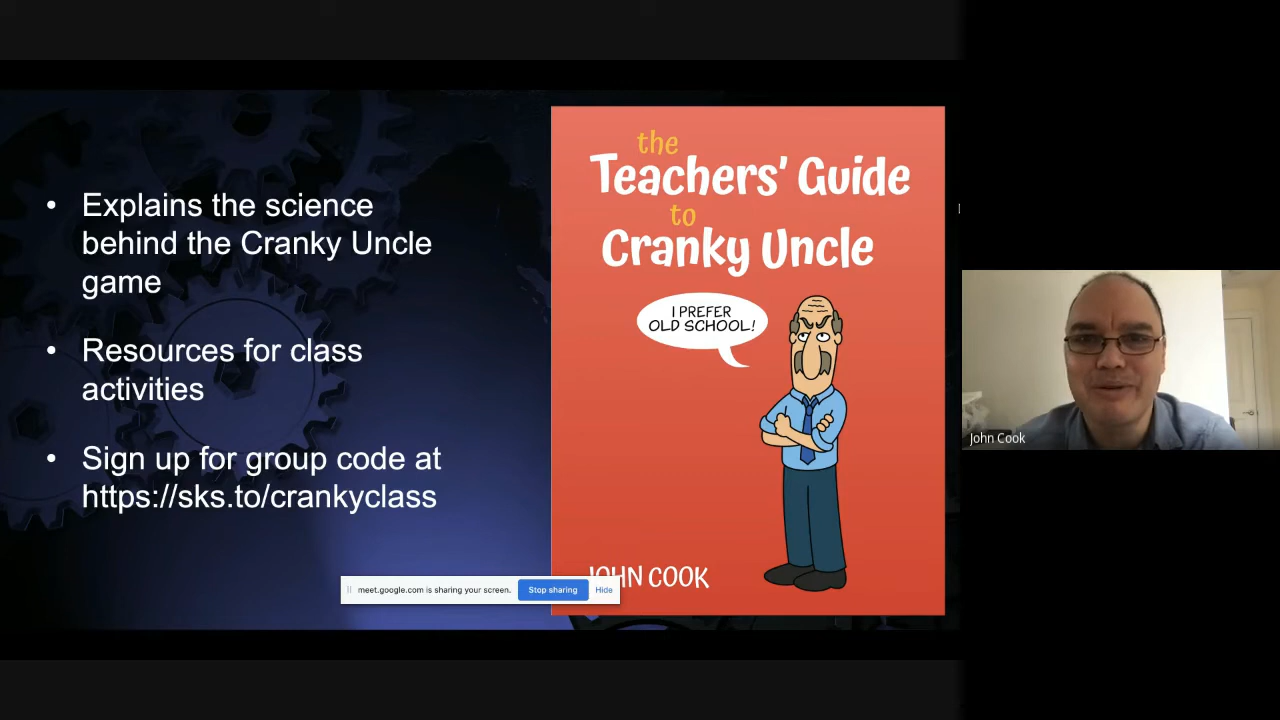 • Explains the science
behind the Cranky Uncle
game
• Resources for class
activities
• Sign up for group code at
https://sks.to/crankyclass
the
Teachers' Guide
to
Cranky Uncle
I PREFER
OLD SCHOOL!
JOHN COOK
meet.google.com is sharing your screen. Stop sharing Hide
John Cook